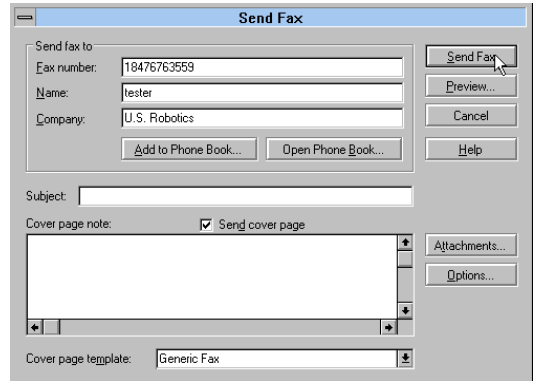 Send Fax
Send fax to
Fax number: 18476763559
Name: tester
Company: U.S. Robotics
Add to Phone Book... Open Phone Book...
Send Fax
Preview...
Cancel
Help
Subject:
Cover page note: Send cover page
Attachments...
Options...
Cover page template: Generic Fax